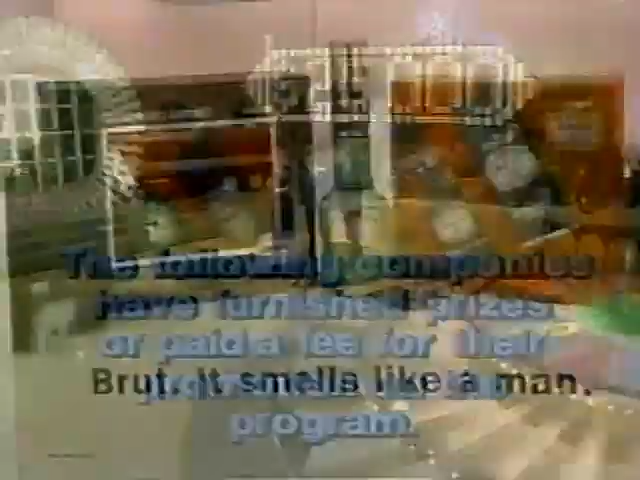 The following companies
have furnished prizes
or paid a fee for their
Brut. It smells like a man.
program.